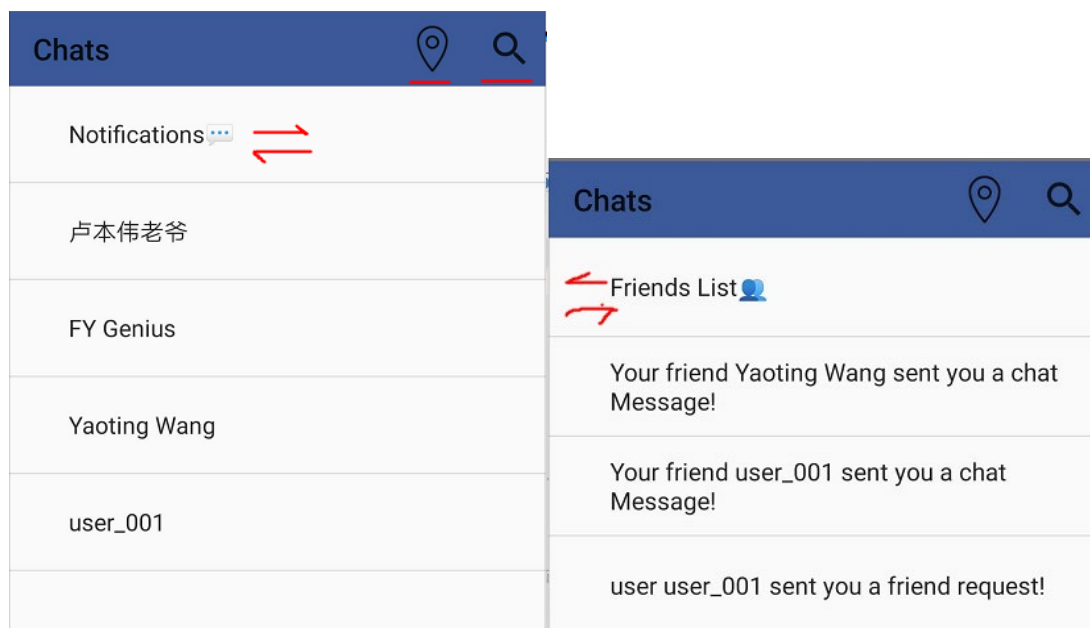 Chats
Notifications💬
卢本伟老爷
FY Genius
Yaoting Wang
user_001
Chats
Friends List👥
Your friend Yaoting Wang sent you a chat
Message!
Your friend user_001 sent you a chat
Message!
user user_001 sent you a friend request!